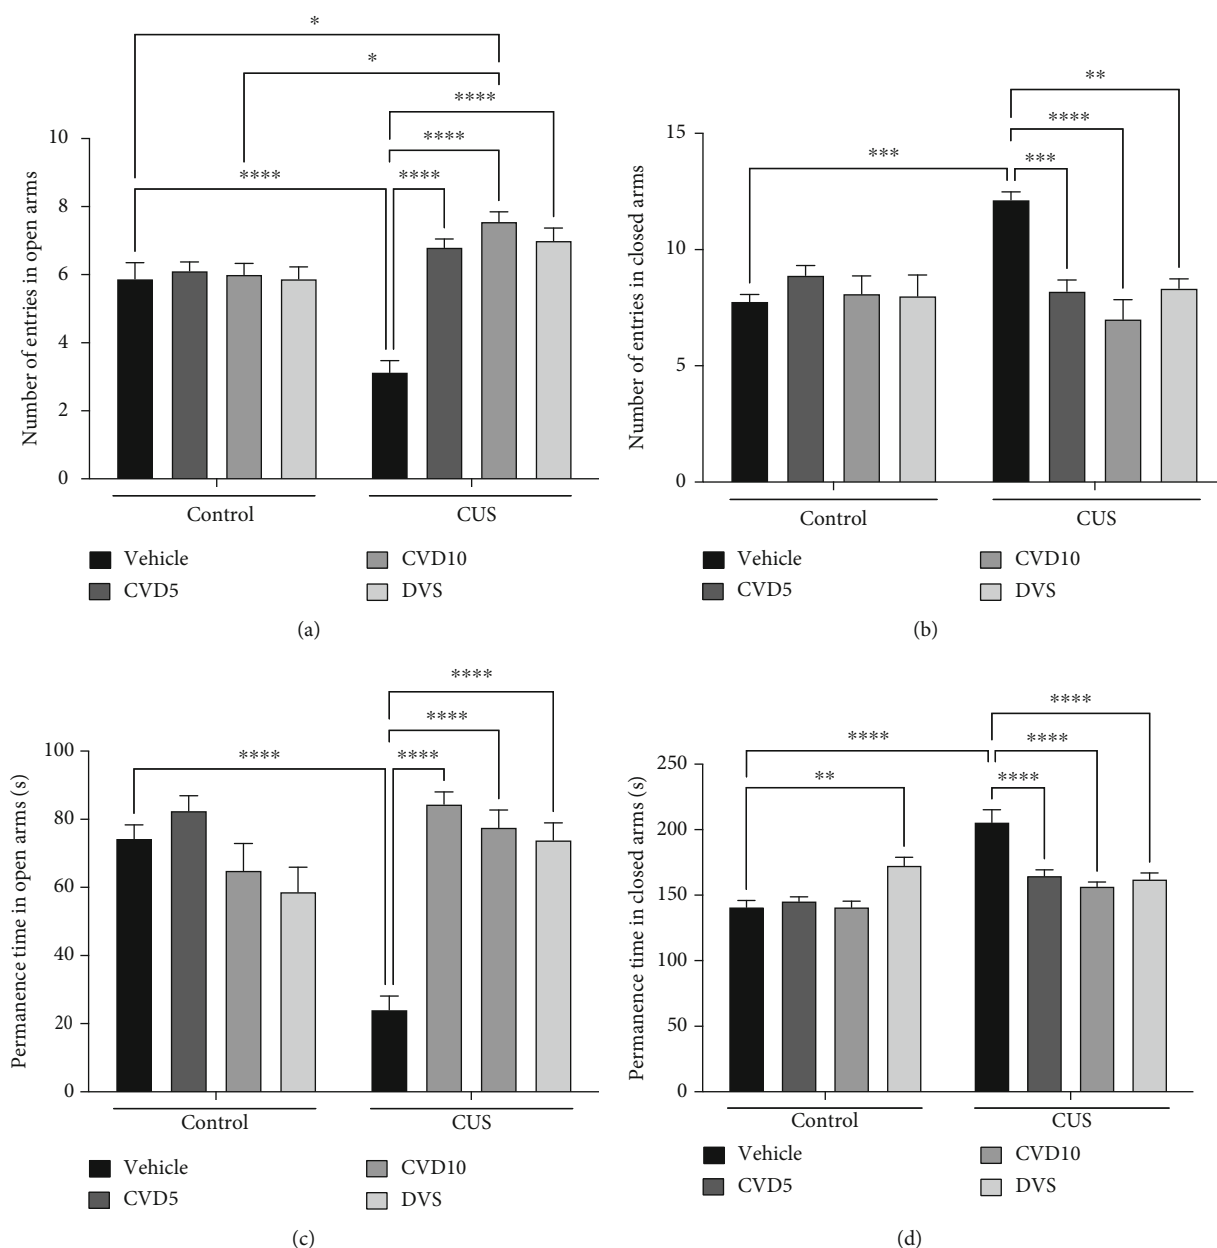 *
*
****
****
****
****
10
8
6
4
2
0
Number of entries in open arms
Control
CUS
Vehicle
CVD10
CVD5
DVS
(a)
**
****
***
***
15
10
5
0
Number of entries in closed arms
Control
CUS
Vehicle
CVD10
CVD5
DVS
(b)
****
****
****
****
100
80
60
40
20
0
Permanence time in open arms (s)
Control
CUS
Vehicle
CVD10
CVD5
DVS
(c)
****
****
****
****
**
250
200
150
100
50
0
Permanence time in closed arms (s)
Control
CUS
Vehicle
CVD10
CVD5
DVS
(d)